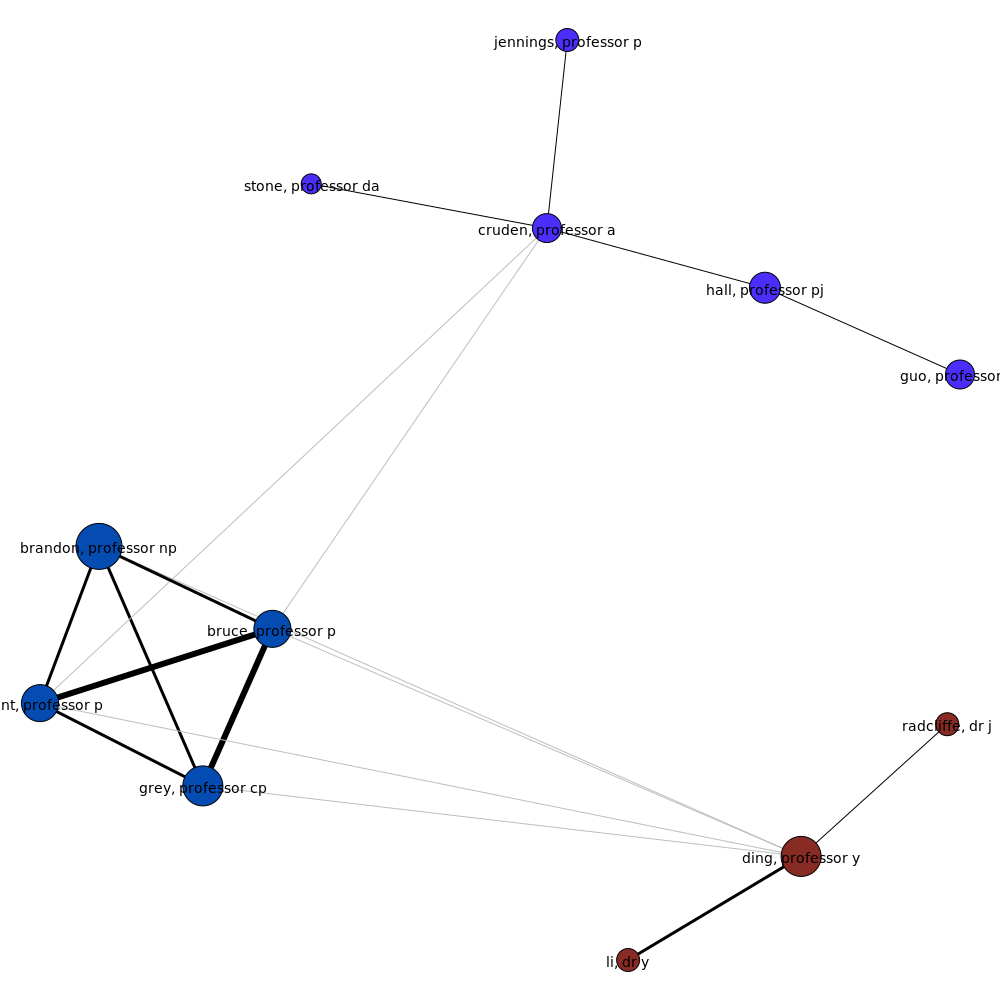 jennings, professor p
stone, professor da
cruden, professor a
hall, professor pj
guo, professor
brandon, professor np
bruce, professor p
nt, professor p
radcliffe, dr j
grey, professor cp
ding, professor y
li, dr y